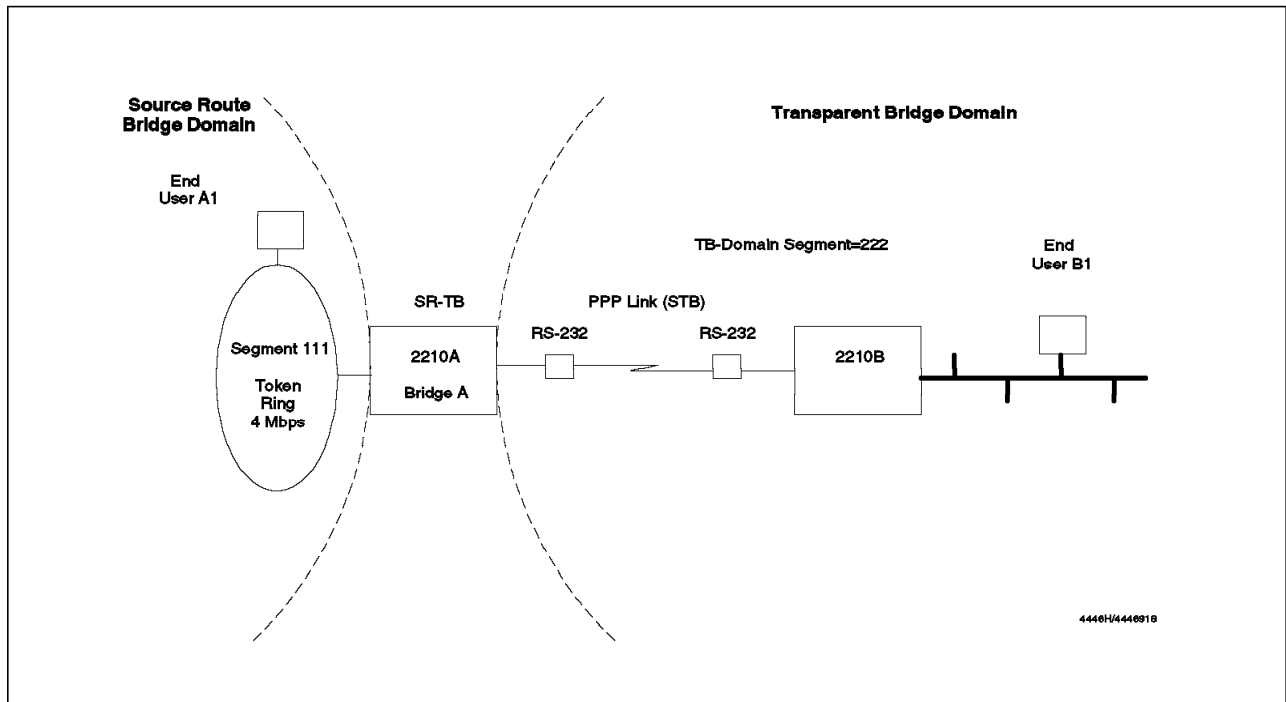 Source Route
Bridge Domain
Transparent Bridge Domain
End
User A1
TB-Domain Segment=222
End
User B1
SR-TB
PPP Link (STB)
RS-232
RS-232
Segment 111
Token
Ring
4 Mbps
2210A
Bridge A
2210B
4446H/4446918